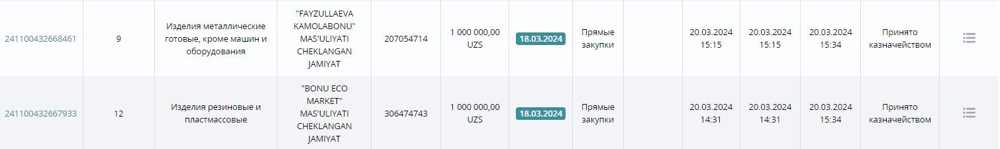 241100432668461
9
Изделия металлические
готовые, кроме машин и
оборудования
"FAYZULLAEVA
KAMOLABONU"
MAS'ULIYATI
CHEKLANGAN
JAMIYAT
207054714
1 000 000,00
UZS
18.03.2024
Прямые
закупки
20.03.2024
15:15
20.03.2024
15:15
20.03.2024
15:34
Принято
казначейством
241100432667933
12
Изделия резиновые и
пластмассовые
"BONU ECO
MARKET"
MAS'ULIYATI
CHEKLANGAN
JAMIYAT
306474743
1 000 000,00
UZS
18.03.2024
Прямые
закупки
20.03.2024
14:31
20.03.2024
14:31
20.03.2024
15:34
Принято
казначейством